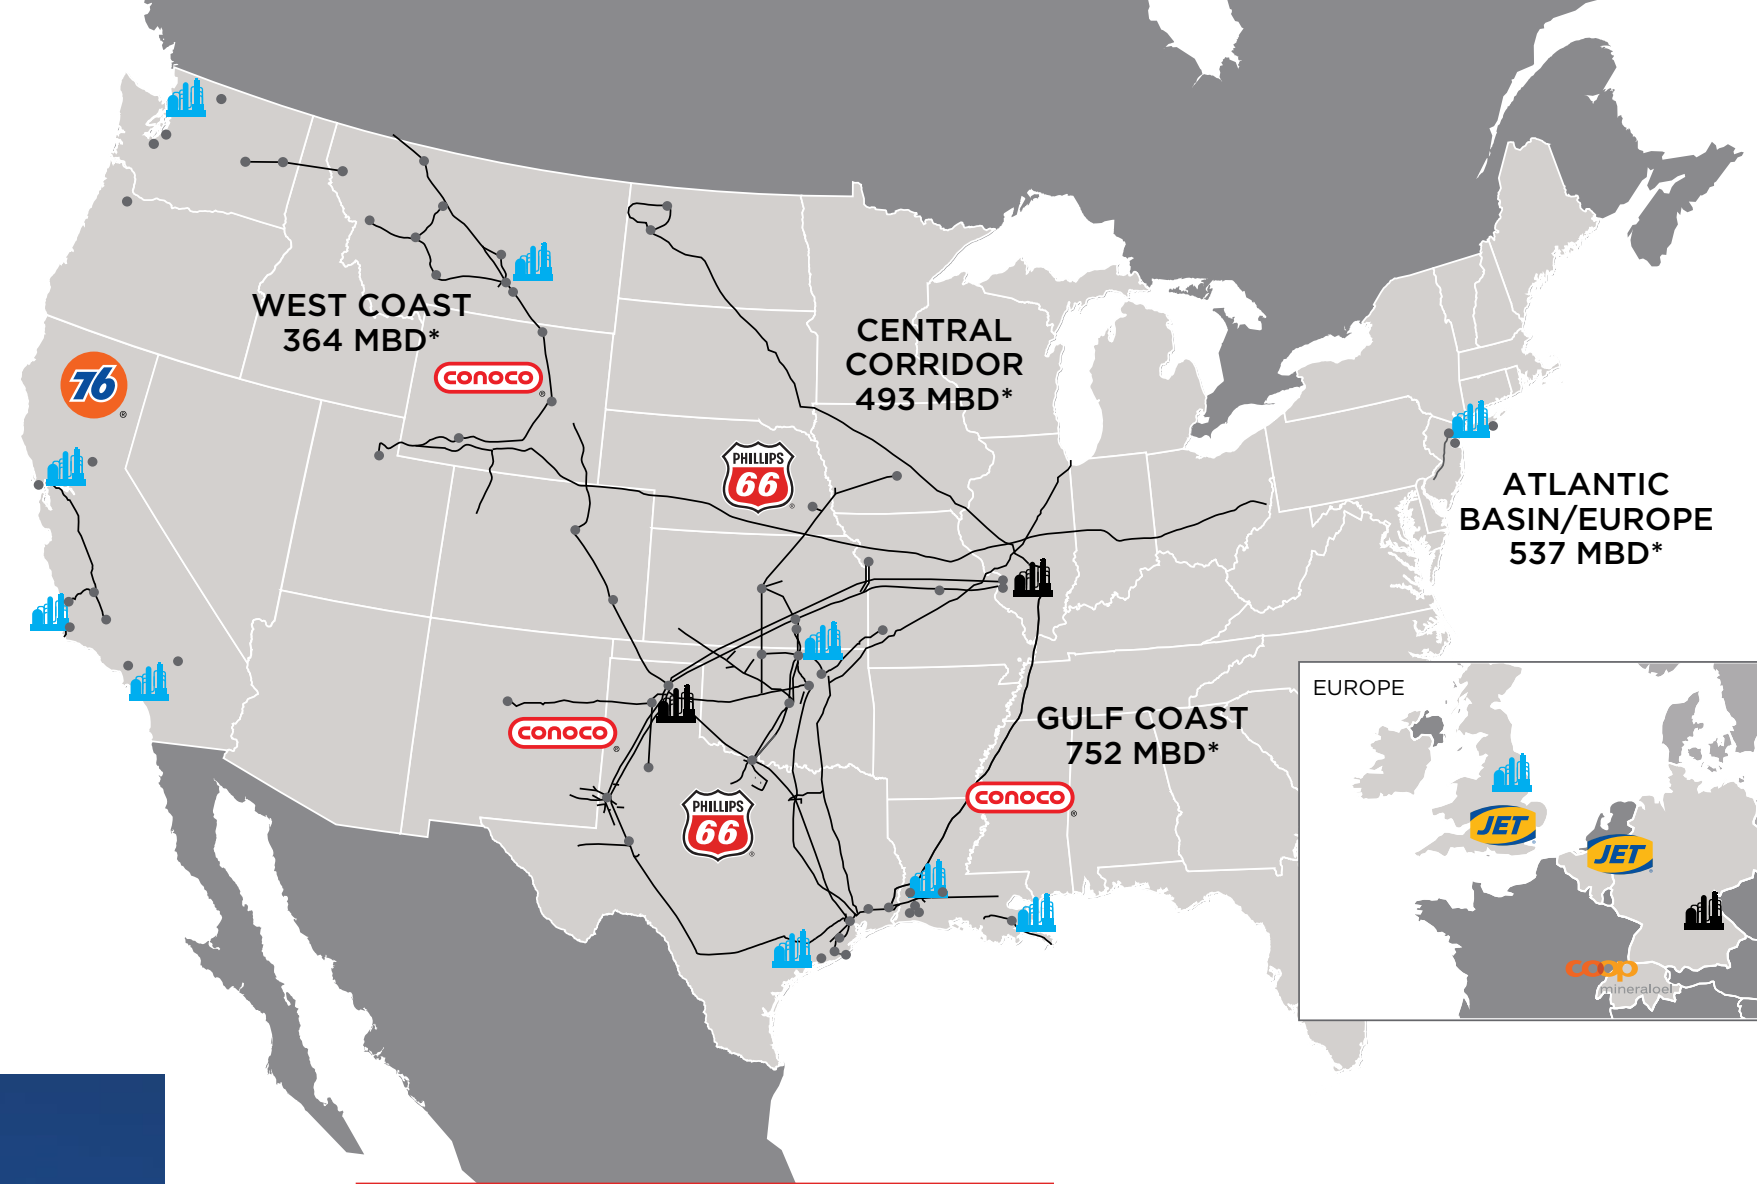 WEST COAST
364 MBD*
CENTRAL
CORRIDOR
493 MBD*
76
®
conoco
®
PHILLIPS
66
®
ATLANTIC
BASIN/EUROPE
537 MBD*
EUROPE
GULF COAST
752 MBD*
conoco
®
conoco
®
PHILLIPS
66
®
JET
JET
coop
mineraloel